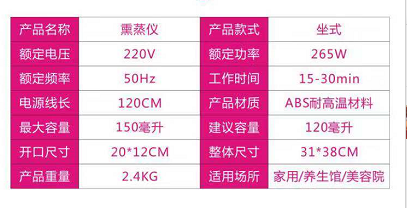 产品名称 熏蒸仪 产品款式 坐式
额定电压 220V 额定功率 265W
额定频率 50Hz 工作时间 15-30min
电源线长 120CM 产品材质 ABS耐高温材料
最大容量 150毫升 建议容量 120毫升
开口尺寸 20*12CM 整体尺寸 31*38CM
产品重量 2.4KG 适用场所 家用/养生馆/美容院